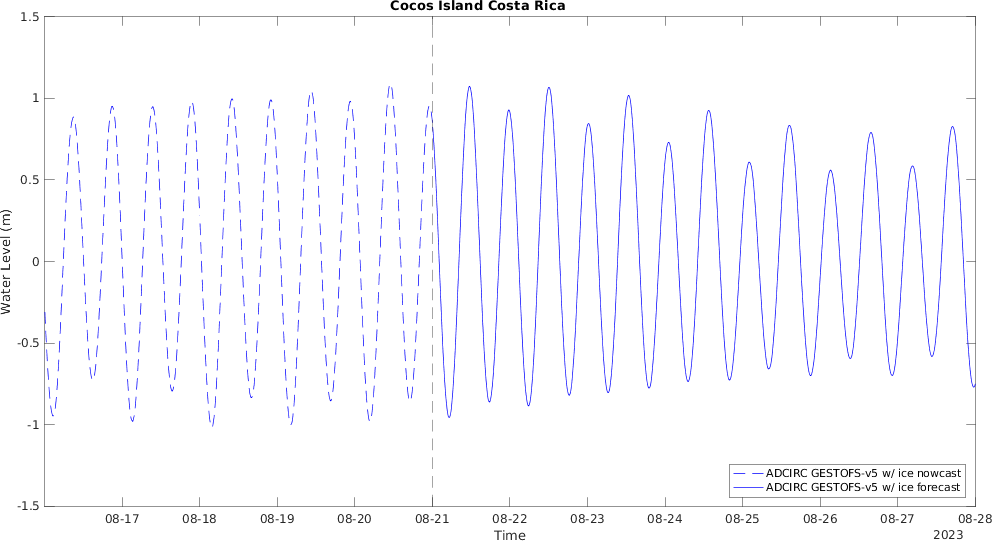 Cocos Island Costa Rica
1.5
1
0.5
0
-0.5
-1
-1.5
Water Level (m)
ADCIRC GESTOFS-v5 w/ ice nowcast
ADCIRC GESTOFS-v5 w/ ice forecast
08-17 08-18 08-19 08-20 08-21 08-22 08-23 08-24 08-25 08-26 08-27 08-28
Time
2023